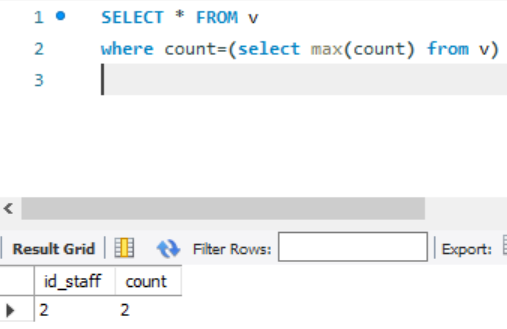 1 SELECT * FROM v
2 where count=(select max(count) from v)
3
Result Grid Filter Rows: Export:
id_staff count
2 2